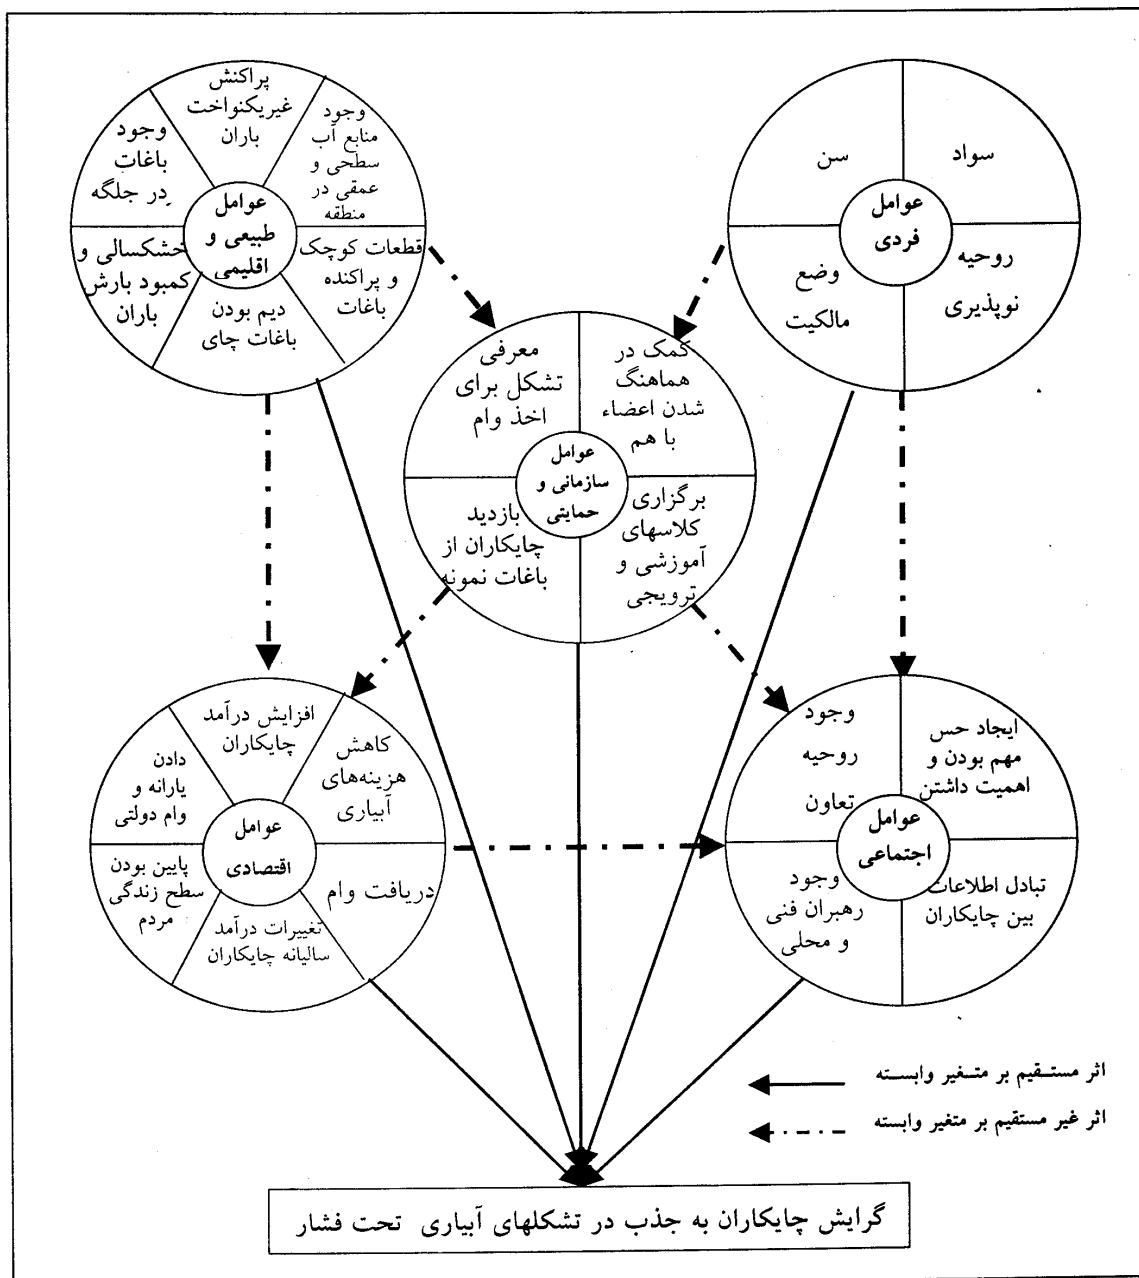 سواد
سن
روحیه
نوپذیری
وضع
مالکیت
عوامل
فردی
وجود
منابع آب
سطحی و
عمقی در
منطقه
پراکنش
غیریکنواخت
باران
وجود
باغات
در جلگه
خشکسالی و
کمبود بارش
باران
دیم بودن
باغات چای
قطعات کوچک
و پراکنده
باغات
عوامل
طبیعی و
اقلیمی
کمک در
هماهنگ
شدن اعضاء
با هم
معرفی
تشکل برای
اخذ وام
برگزاری
کلاسهای
آموزشی و
ترویجی
بازدید
چایکاران از
باغات نمونه
عوامل
سازمانی و
حمایتی
ایجاد حس
مهم بودن و
اهمیت داشتن
وجود
روحیه
تعاون
تبادل اطلاعات
بین چایکاران
وجود
رهبران فنی
و محلی
عوامل
اجتماعی
کاهش
هزینه‌های
آبیاری
افزایش درآمد
چایکاران
دادن
یارانه و
وام دولتی
پایین بودن
سطح زندگی
مردم
تغییرات درآمد
سالیانه چایکاران
دریافت وام
عوامل
اقتصادی
اثر مستقیم بر متغیر وابسته
اثر غیر مستقیم بر متغیر وابسته
گرایش چایکاران به جذب در تشکلهای آبیاری تحت فشار